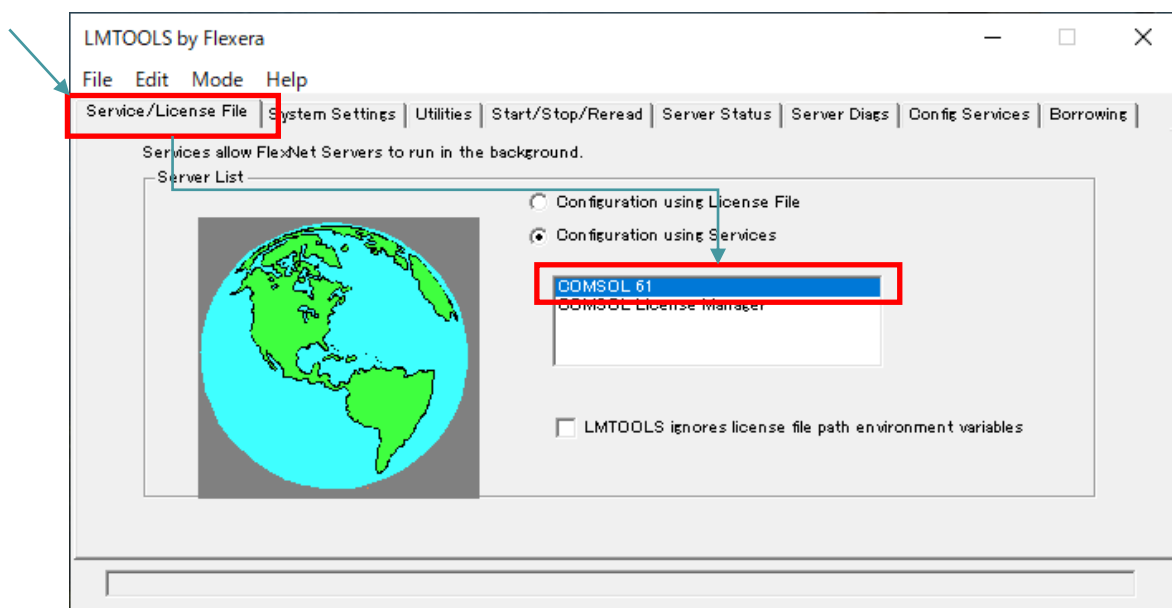 LMTOOLS by Flexera
File Edit Mode Help
Service/License File System Settings Utilities Start/Stop/Reread Server Status Server Diags Config Services Borrowing
Services allow FlexNet Servers to run in the background.
Server List
Configuration using License File
Configuration using Services
COMSOL 61
COMSOL License Manager
LMTOOLS ignores license file path environment variables